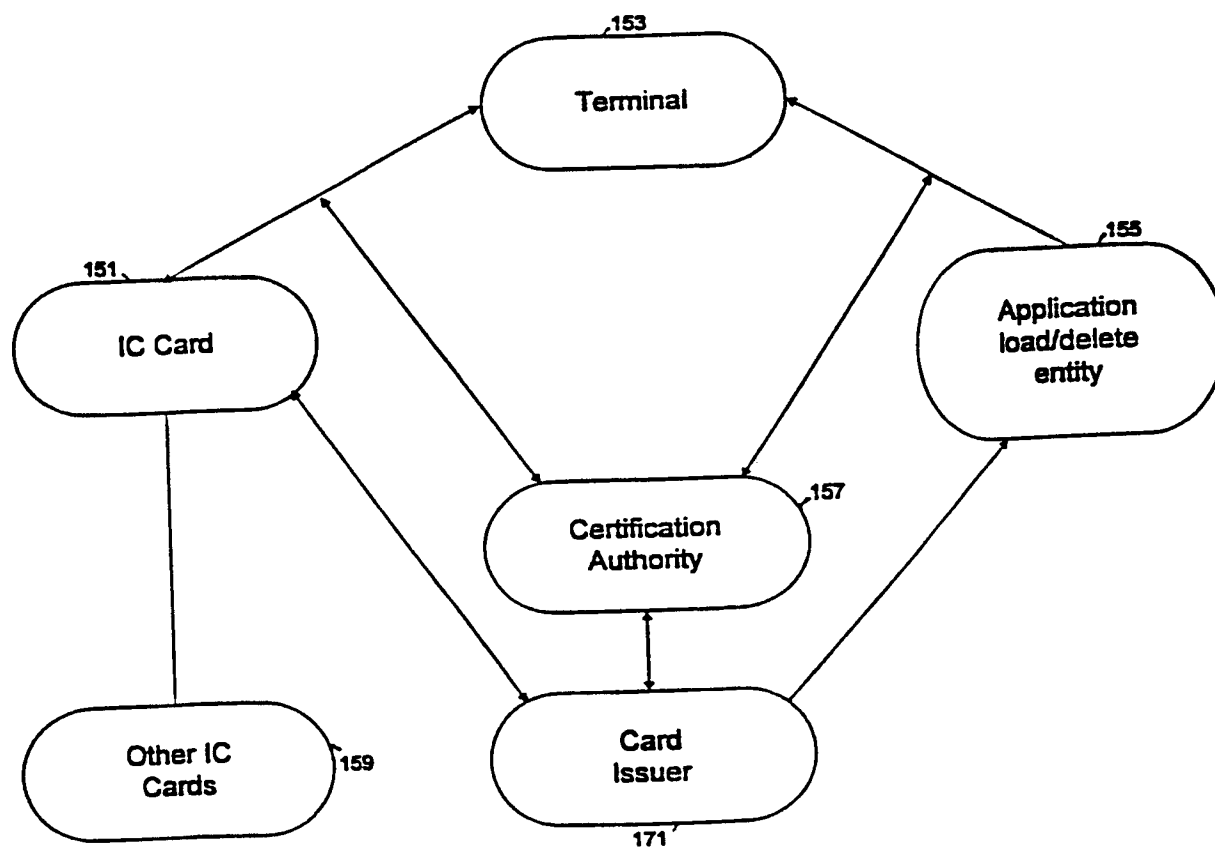 153
Terminal
155
Application
load/delete
entity
151
IC Card
157
Certification
Authority
Other IC
Cards
159
Card
Issuer
171